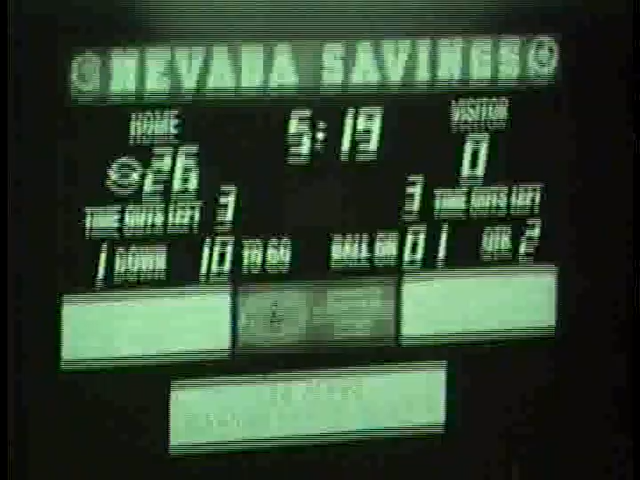 NEVADA SAVINGS
HOME 5:19 VISITOR
26 0
TIME OUTS LEFT 3 3 TIME OUTS LEFT
1 DOWN 10 TO GO BALL ON 01 QTR 2